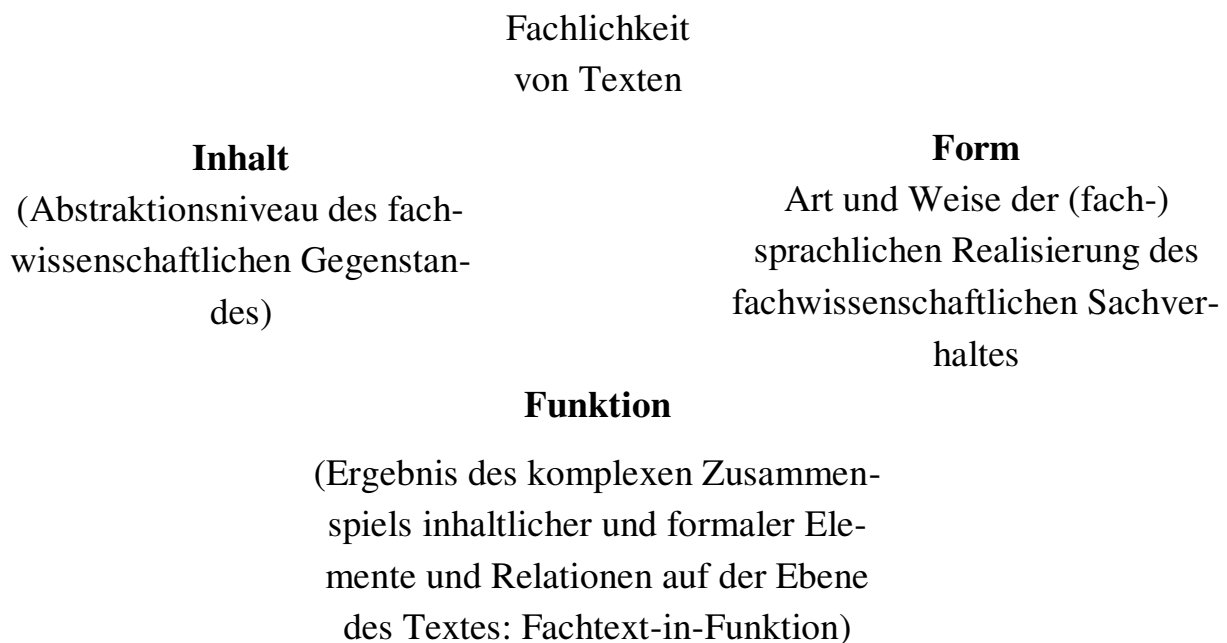 Fachlichkeit
von Texten
Inhalt
(Abstraktionsniveau des fach-
wissenschaftlichen Gegenstan-
des)
Form
Art und Weise der (fach-)
sprachlichen Realisierung des
fachwissenschaftlichen Sachver-
haltes
Funktion
(Ergebnis des komplexen Zusammen-
spiels inhaltlicher und formaler Ele-
mente und Relationen auf der Ebene
des Textes: Fachtext-in-Funktion)